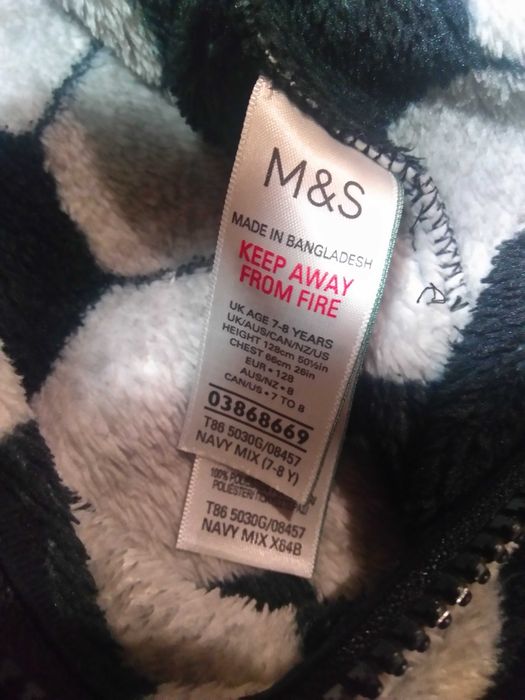 M&S
MADE IN BANGLADESH
KEEP AWAY
FROM FIRE
UK AGE 7-8 YEARS
UK/AUS/CAN/NZ/US
HEIGHT 128cm 50½in
CHEST 66cm 26in
EUR • 128
AUS/NZ • 8
CAN/US • 7 TO 8
03868669
T86 5030G/08457
NAVY MIX (7-8 Y)
100%
T86 5030G/08457
NAVY MIX X64B